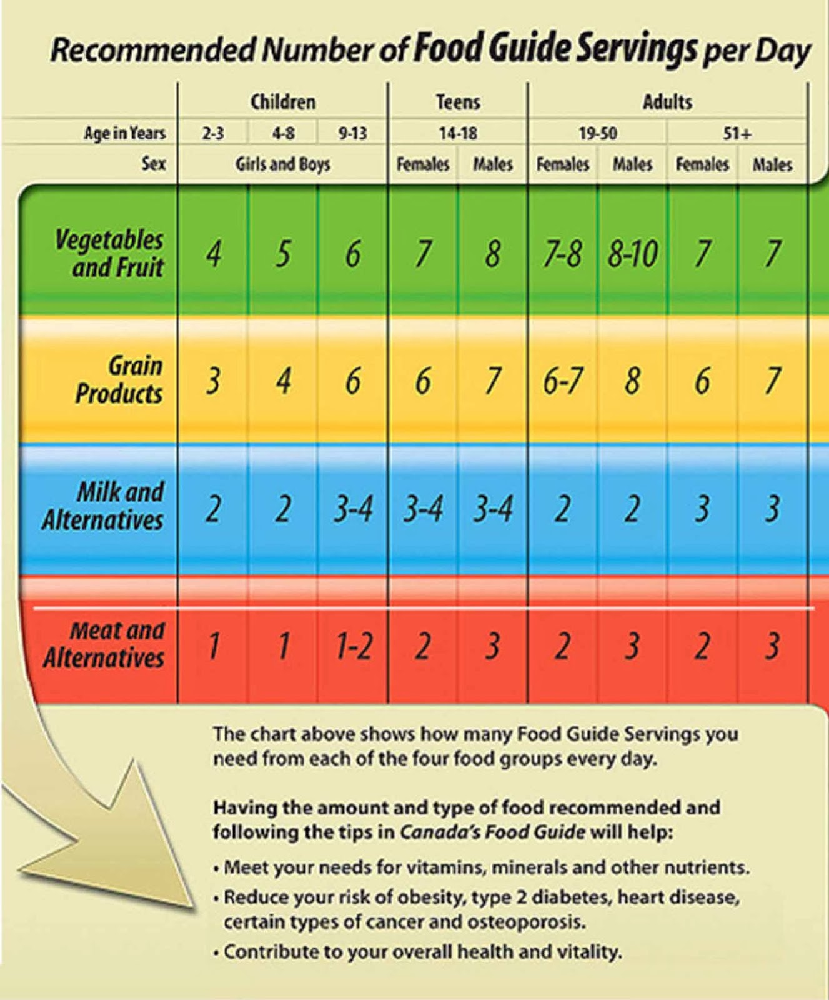 Recommended Number of Food Guide Servings per Day
Children Teens Adults
Age in Years 2-3 4-8 9-13 14-18 19-50 51+
Sex Girls and Boys Females Males Females Males Females Males
Vegetables
and Fruit 4 5 6 7 8 7-8 8-10 7 7
Grain
Products 3 4 6 6 7 6-7 8 6 7
Milk and
Alternatives 2 2 3-4 3-4 3-4 2 2 3 3
Meat and
Alternatives 1 1 1-2 2 3 2 3 2 3
The chart above shows how many Food Guide Servings you
need from each of the four food groups every day.
Having the amount and type of food recommended and
following the tips in Canada's Food Guide will help:
• Meet your needs for vitamins, minerals and other nutrients.
• Reduce your risk of obesity, type 2 diabetes, heart disease,
certain types of cancer and osteoporosis.
• Contribute to your overall health and vitality.